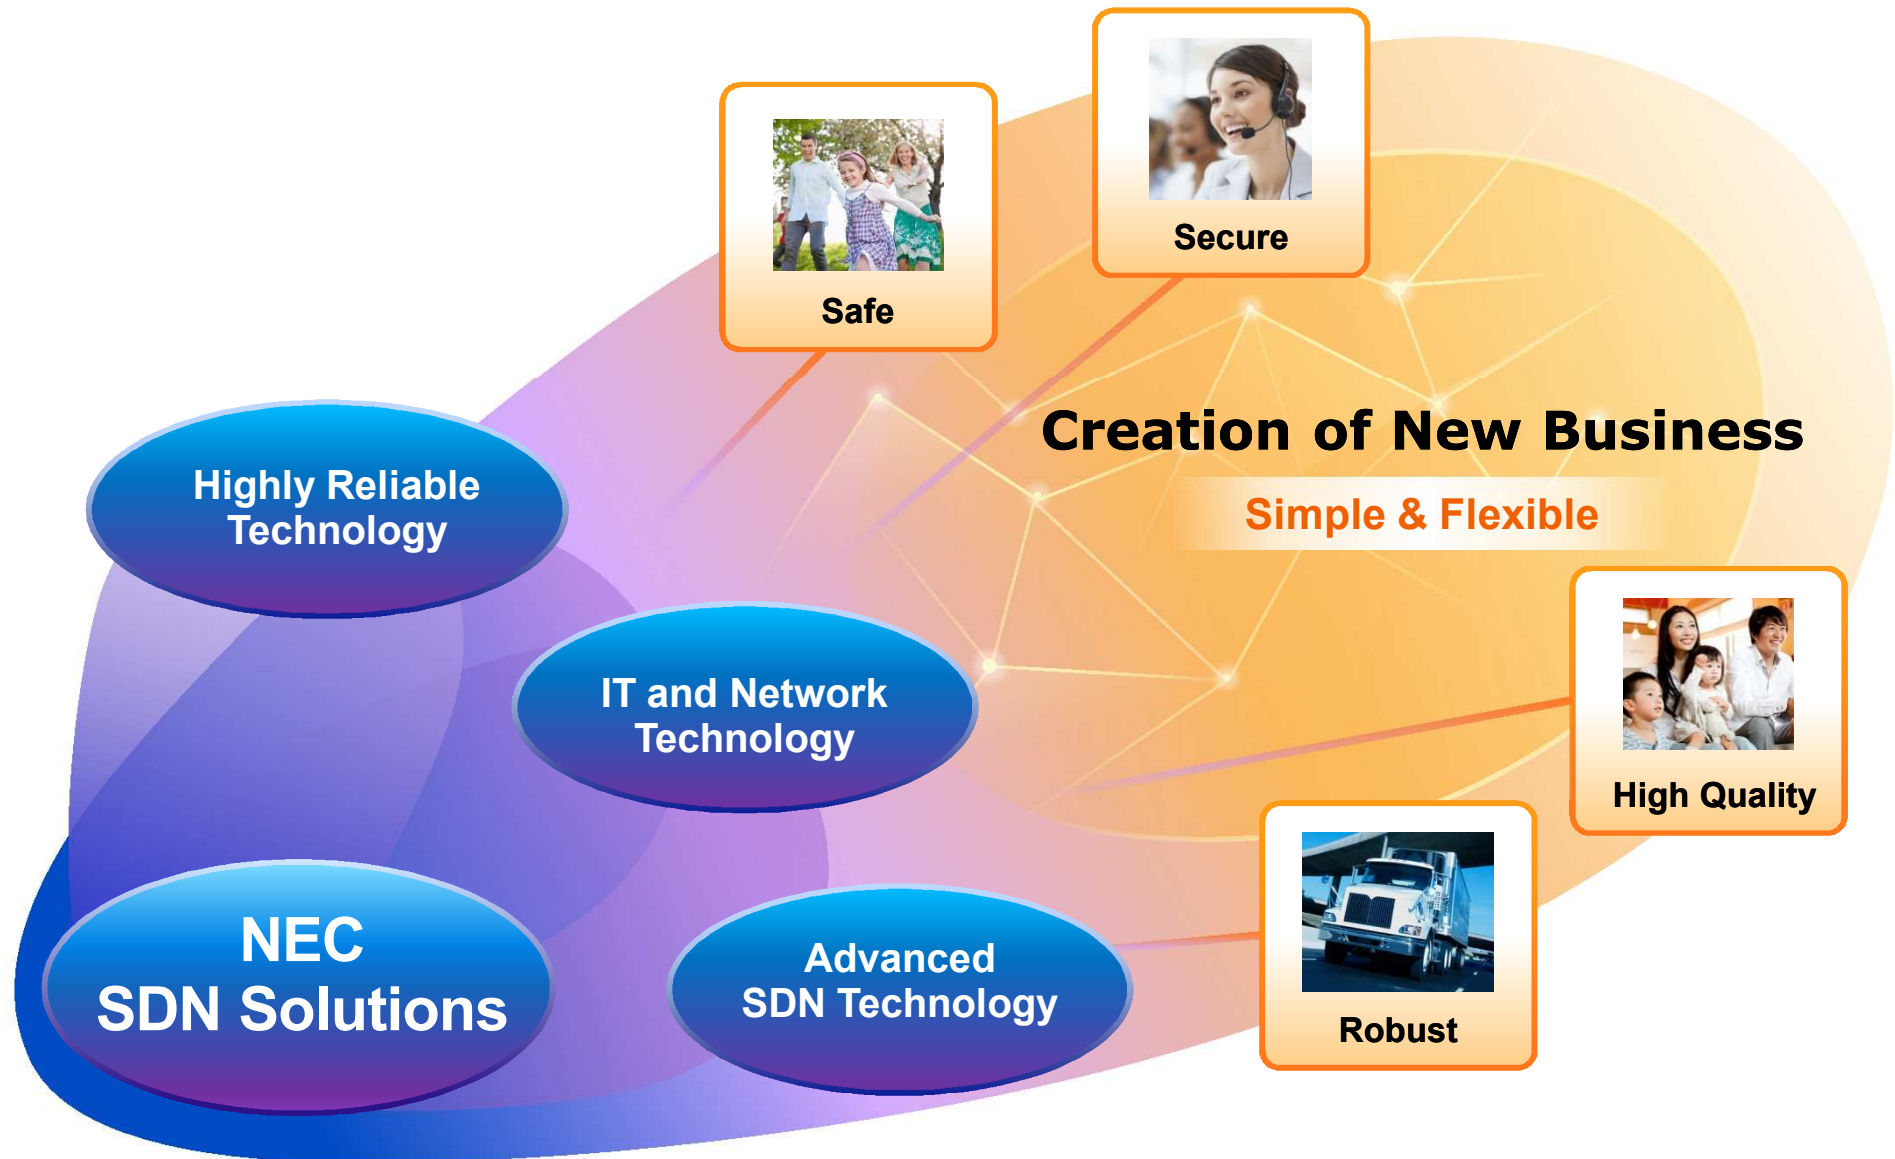 Secure
Safe
Creation of New Business
Simple & Flexible
Highly Reliable
Technology
IT and Network
Technology
High Quality
NEC
SDN Solutions
Advanced
SDN Technology
Robust